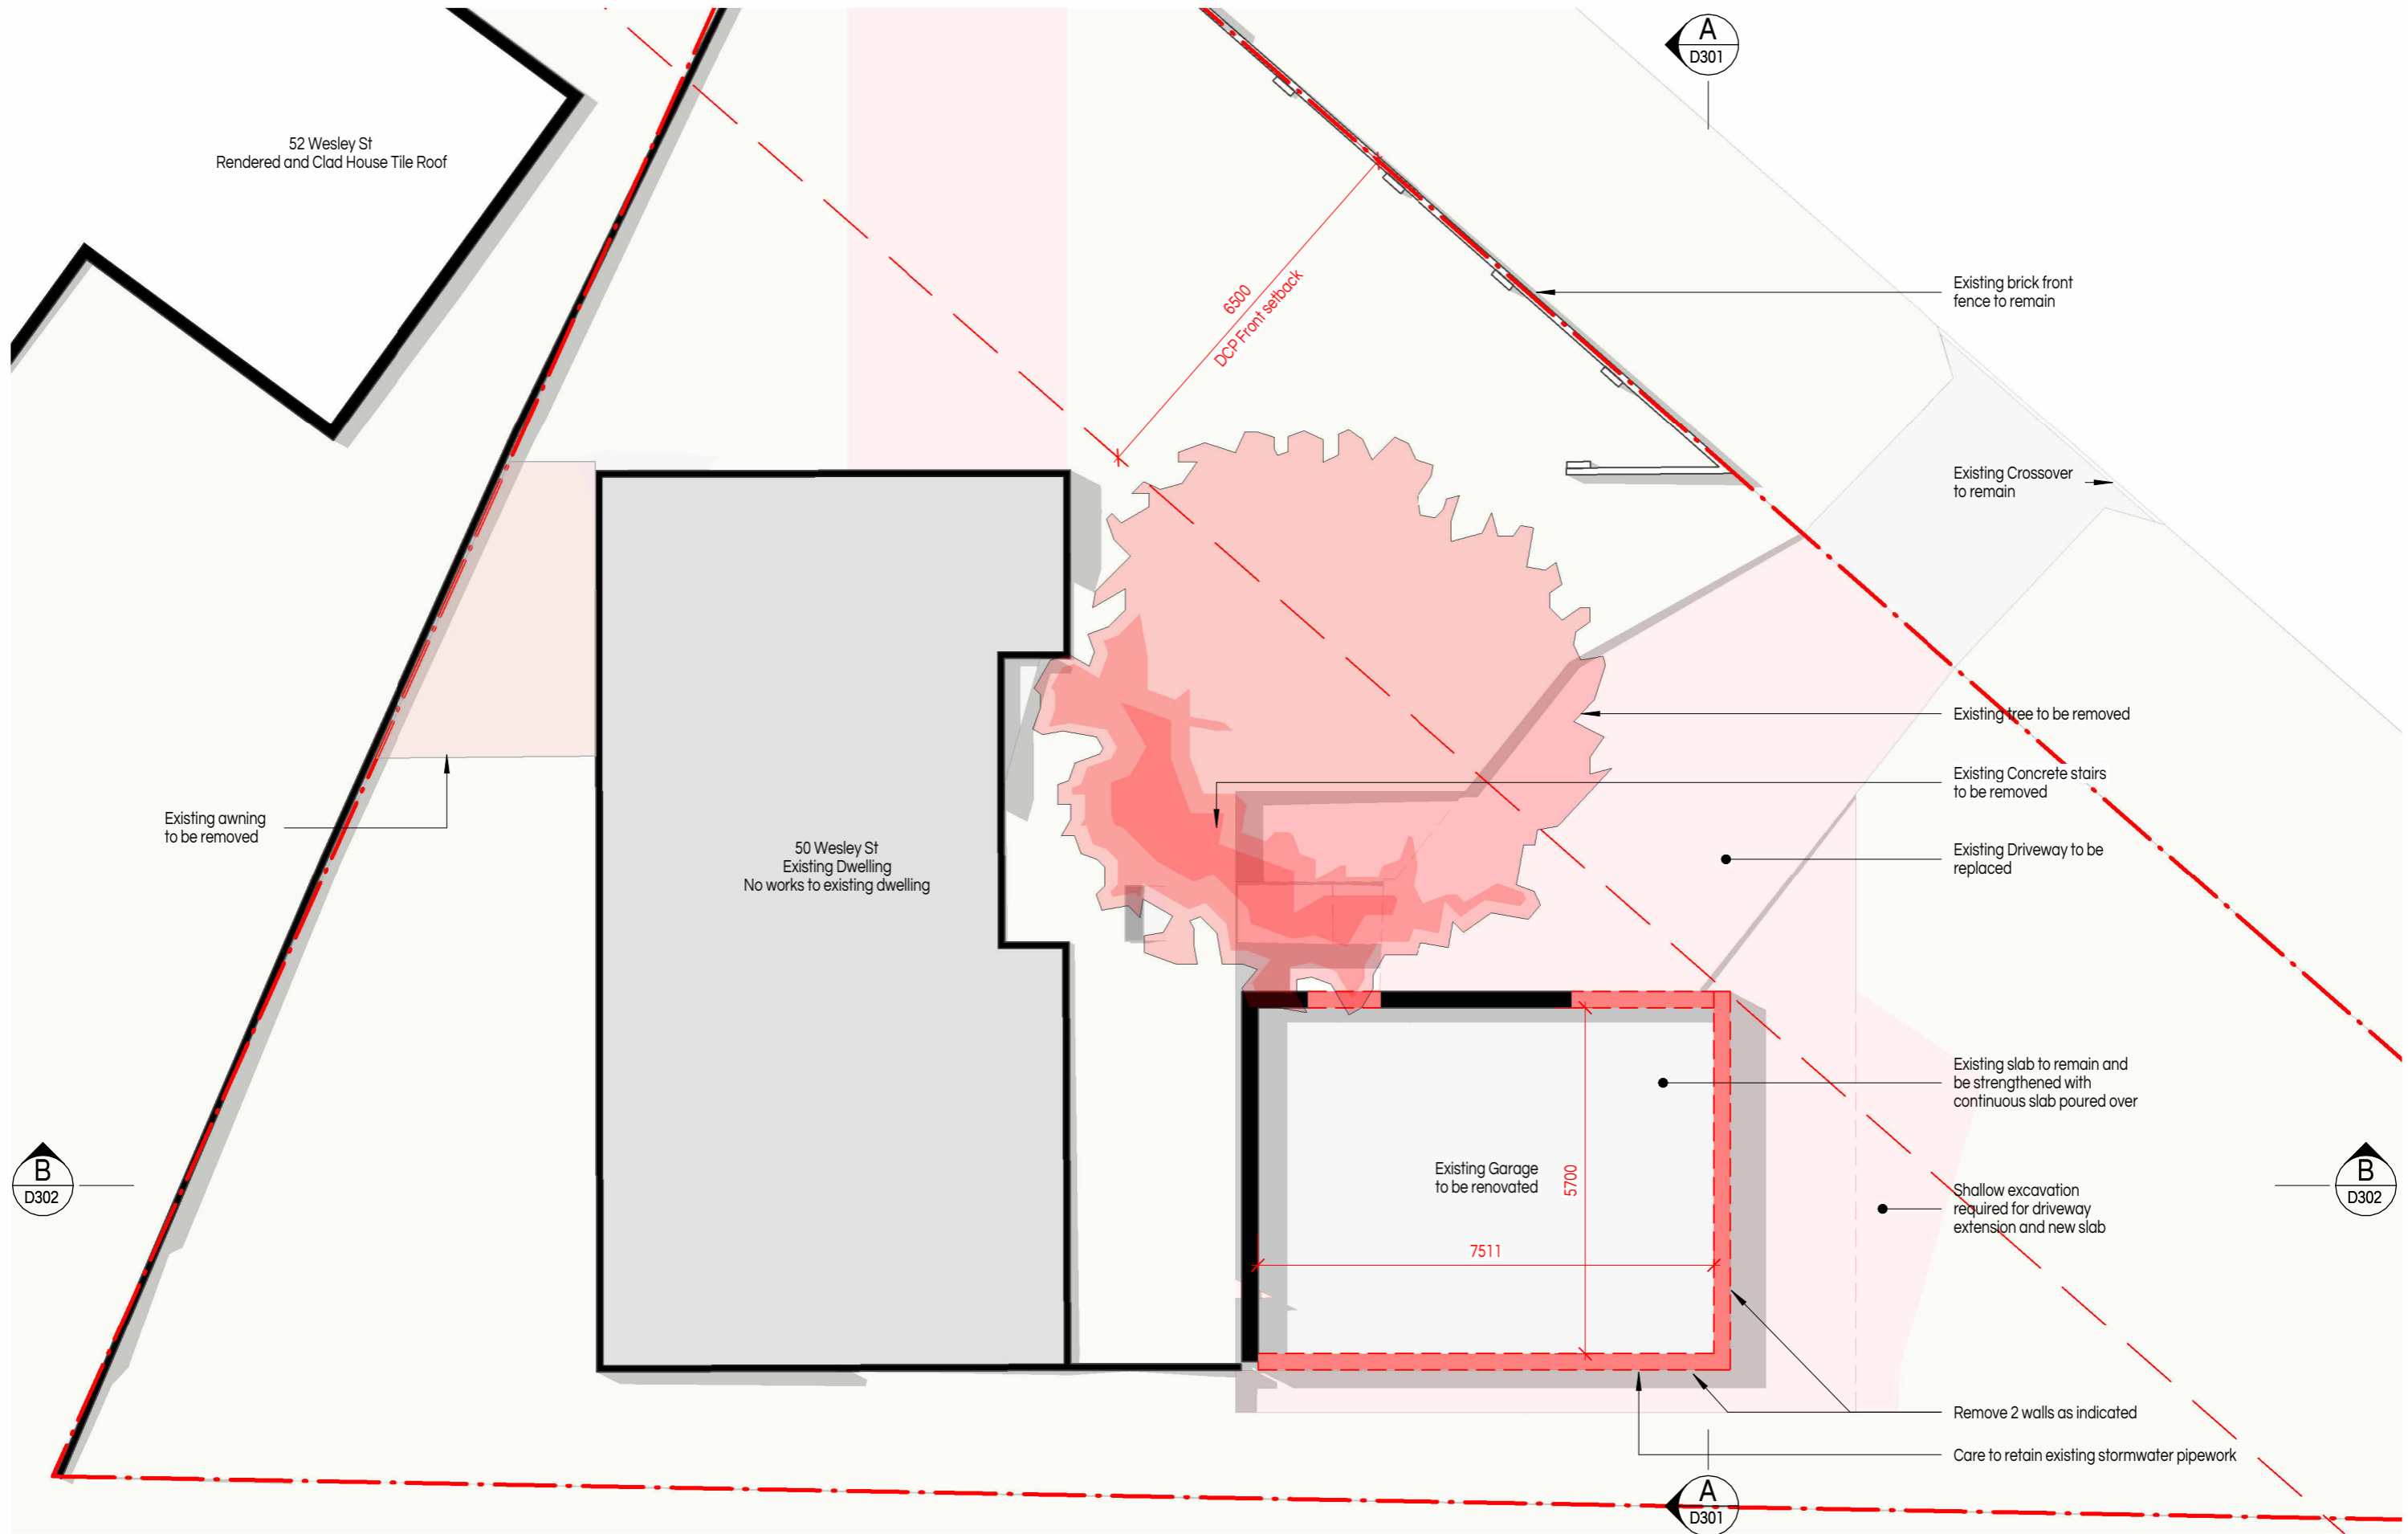 A
D301
52 Wesley St
Rendered and Clad House Tile Roof
Existing brick front
fence to remain
6500
DCP Front setback
Existing Crossover
to remain
Existing tree to be removed
Existing Concrete stairs
to be removed
Existing awning
to be removed
50 Wesley St
Existing Dwelling
No works to existing dwelling
Existing Driveway to be
replaced
Existing slab to remain and
be strengthened with
continuous slab poured over
B
D302
Existing Garage
to be renovated
5700
Shallow excavation
required for driveway
extension and new slab
B
D302
7511
Remove 2 walls as indicated
Care to retain existing stormwater pipework
A
D301